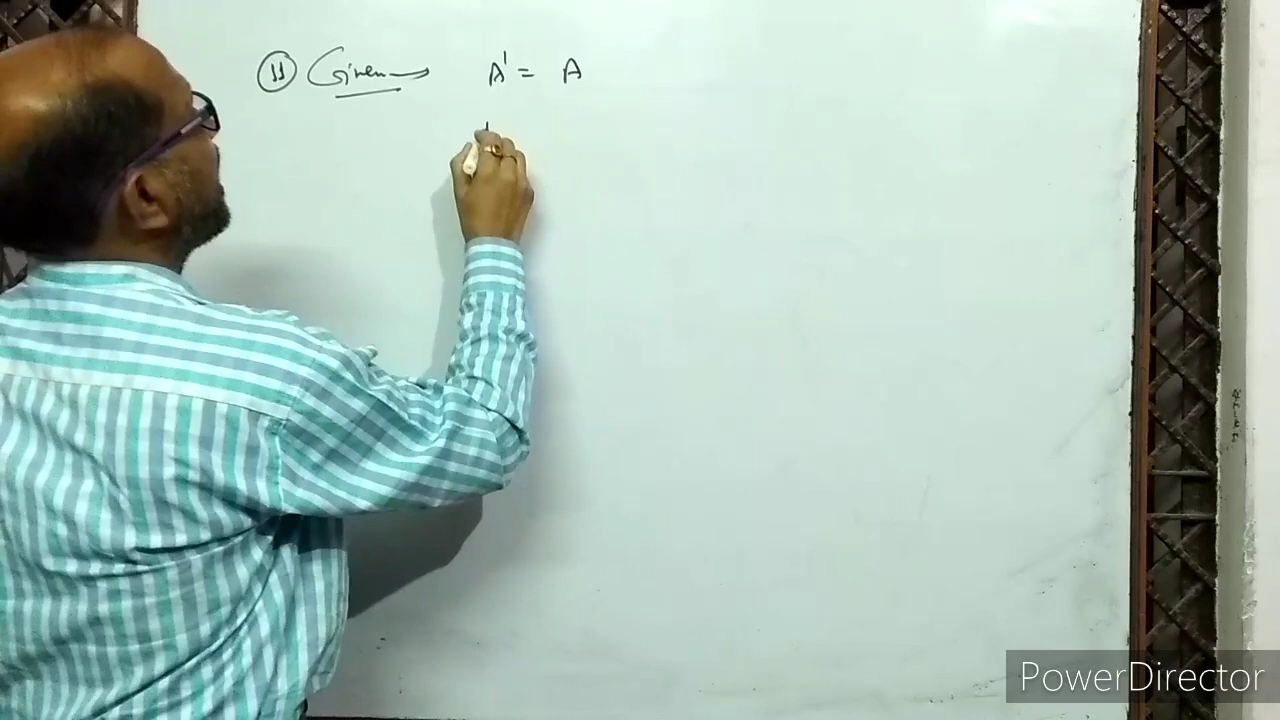 11 Given → A' = A
PowerDirector